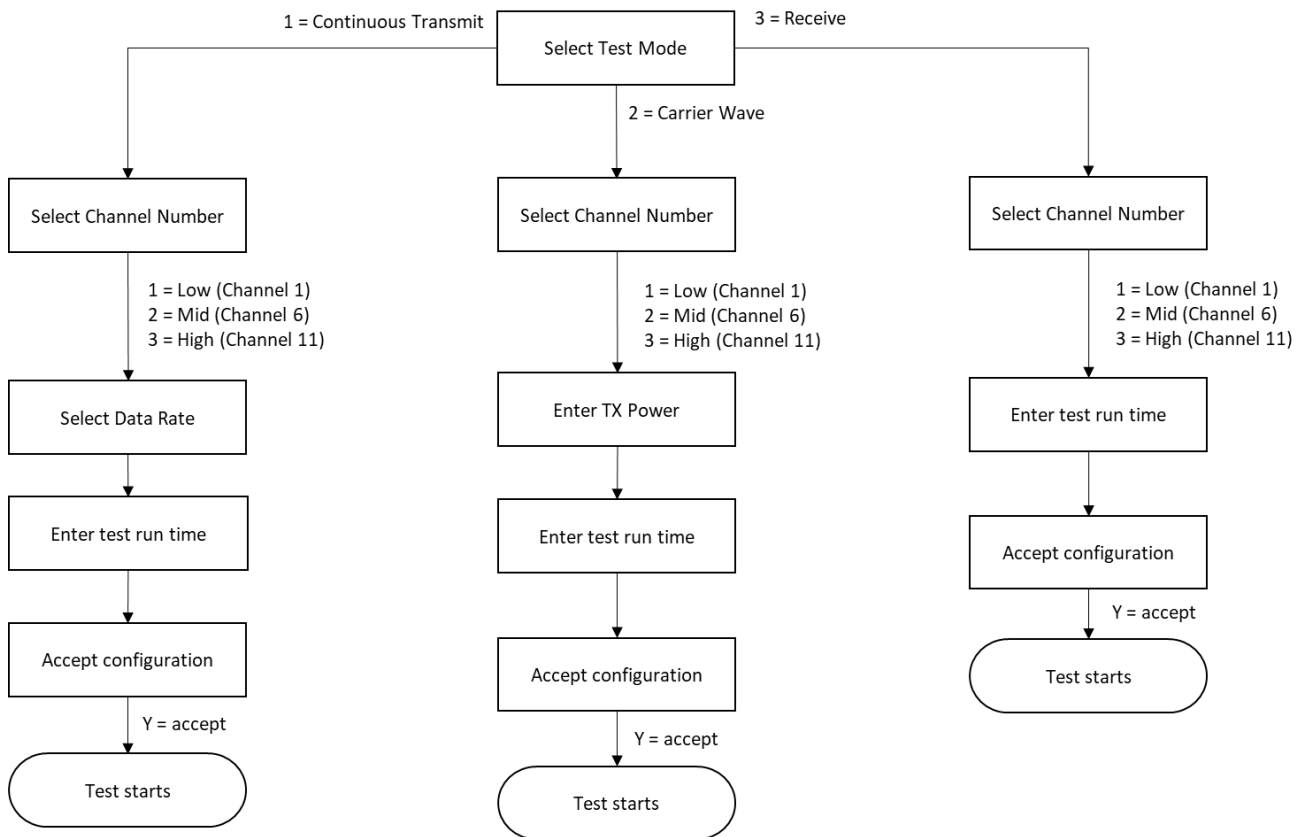 1 = Continuous Transmit
Select Test Mode
3 = Receive
2 = Carrier Wave
Select Channel Number
1 = Low (Channel 1)
2 = Mid (Channel 6)
3 = High (Channel 11)
Select Data Rate
Enter test run time
Accept configuration
Y = accept
Test starts
Select Channel Number
1 = Low (Channel 1)
2 = Mid (Channel 6)
3 = High (Channel 11)
Enter TX Power
Enter test run time
Accept configuration
Y = accept
Test starts
Select Channel Number
1 = Low (Channel 1)
2 = Mid (Channel 6)
3 = High (Channel 11)
Enter test run time
Accept configuration
Y = accept
Test starts